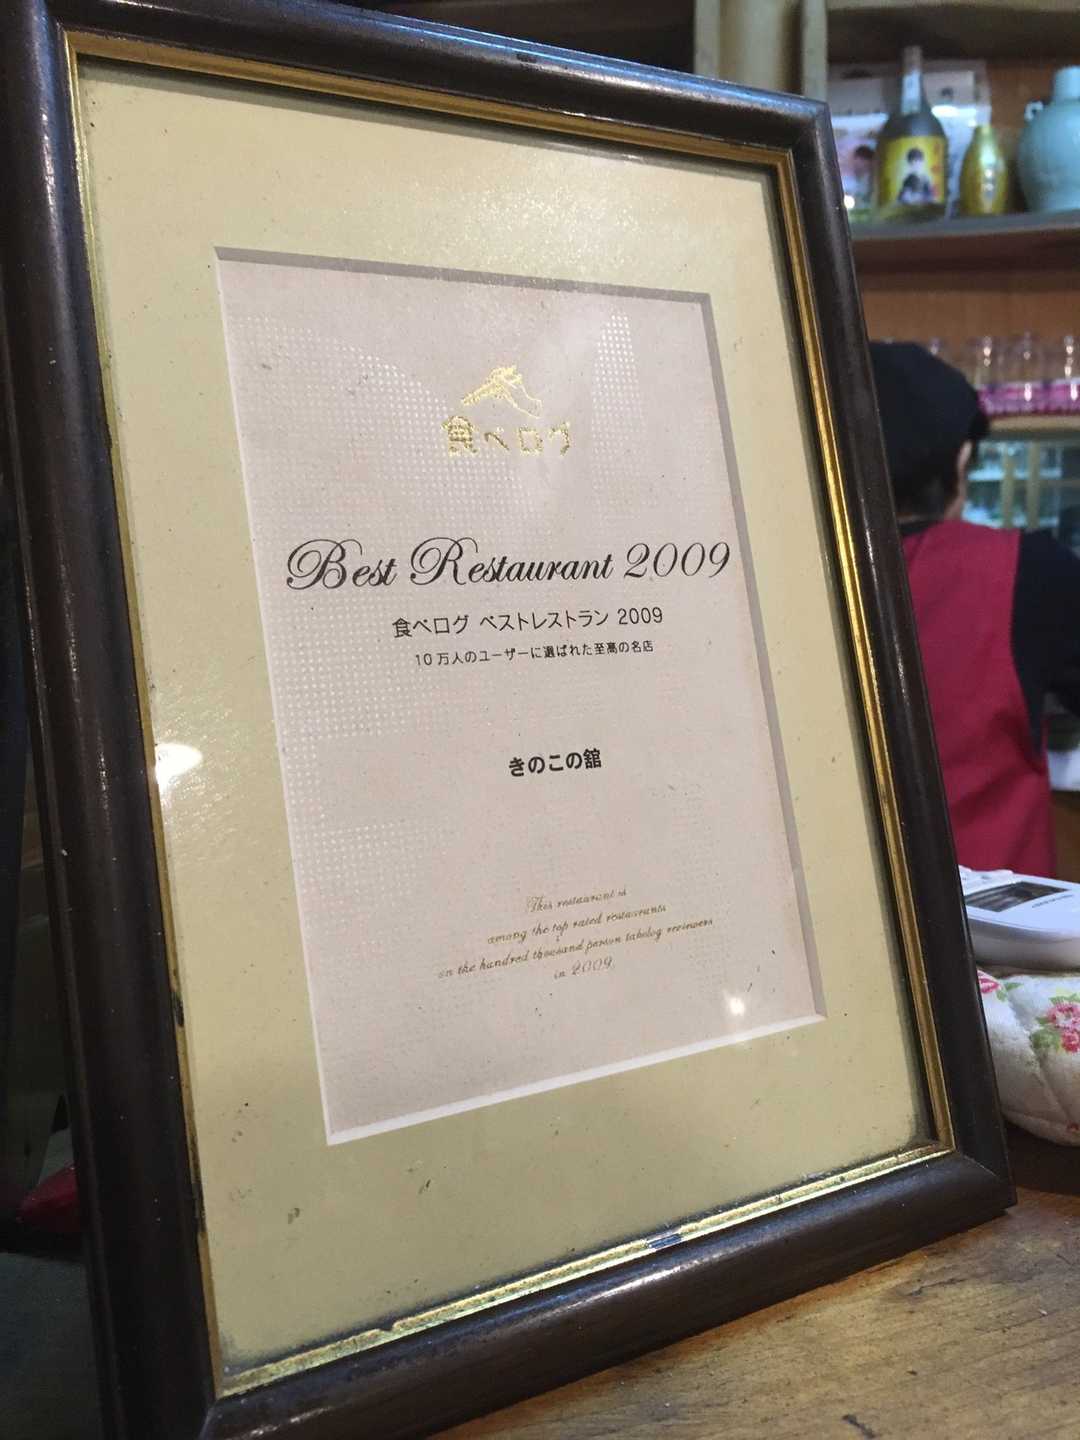 食べログ
Best Restaurant 2009
食べログ ベストレストラン 2009
10万人のユーザーに選ばれた至高の名店
きのこの舘
This restaurant is
among the top rated restaurants
on the hundred thousand person tabelog reviewers
in 2009